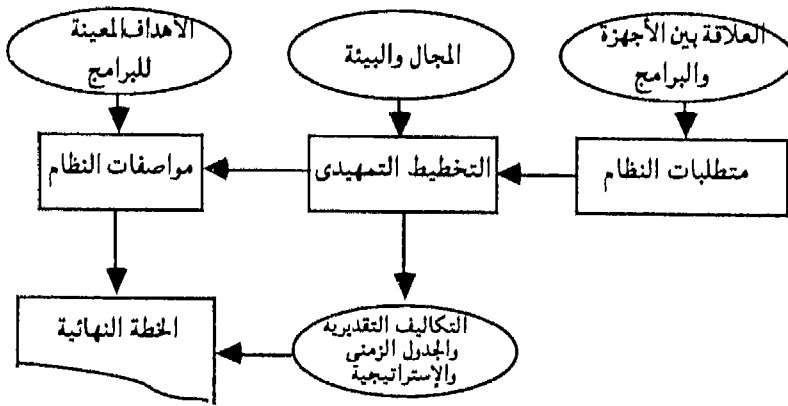 العلاقة بين الأجهزة
والبرامج
المجال والبيئة
الأهداف المعينة
للبرامج
متطلبات النظام
التخطيط التمهيدى
مواصفات النظام
التكاليف التقديرية
والجدول الزمنى
والإستراتيجية
الخطة النهائية